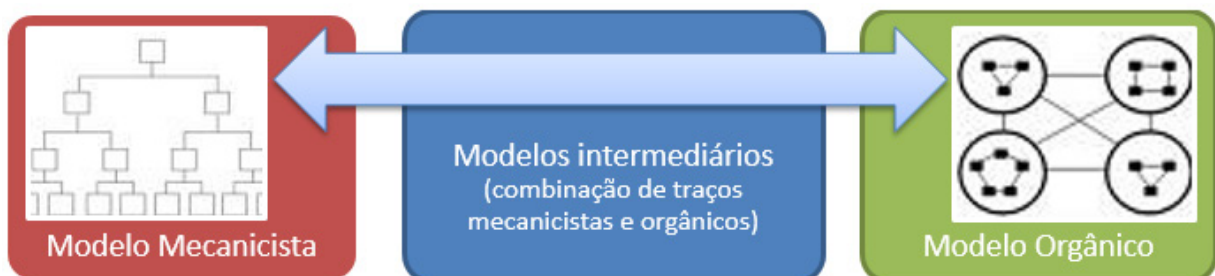 Modelo Mecanicista
Modelos intermediários
(combinação de traços
mecanicistas e orgânicos)
Modelo Orgânico